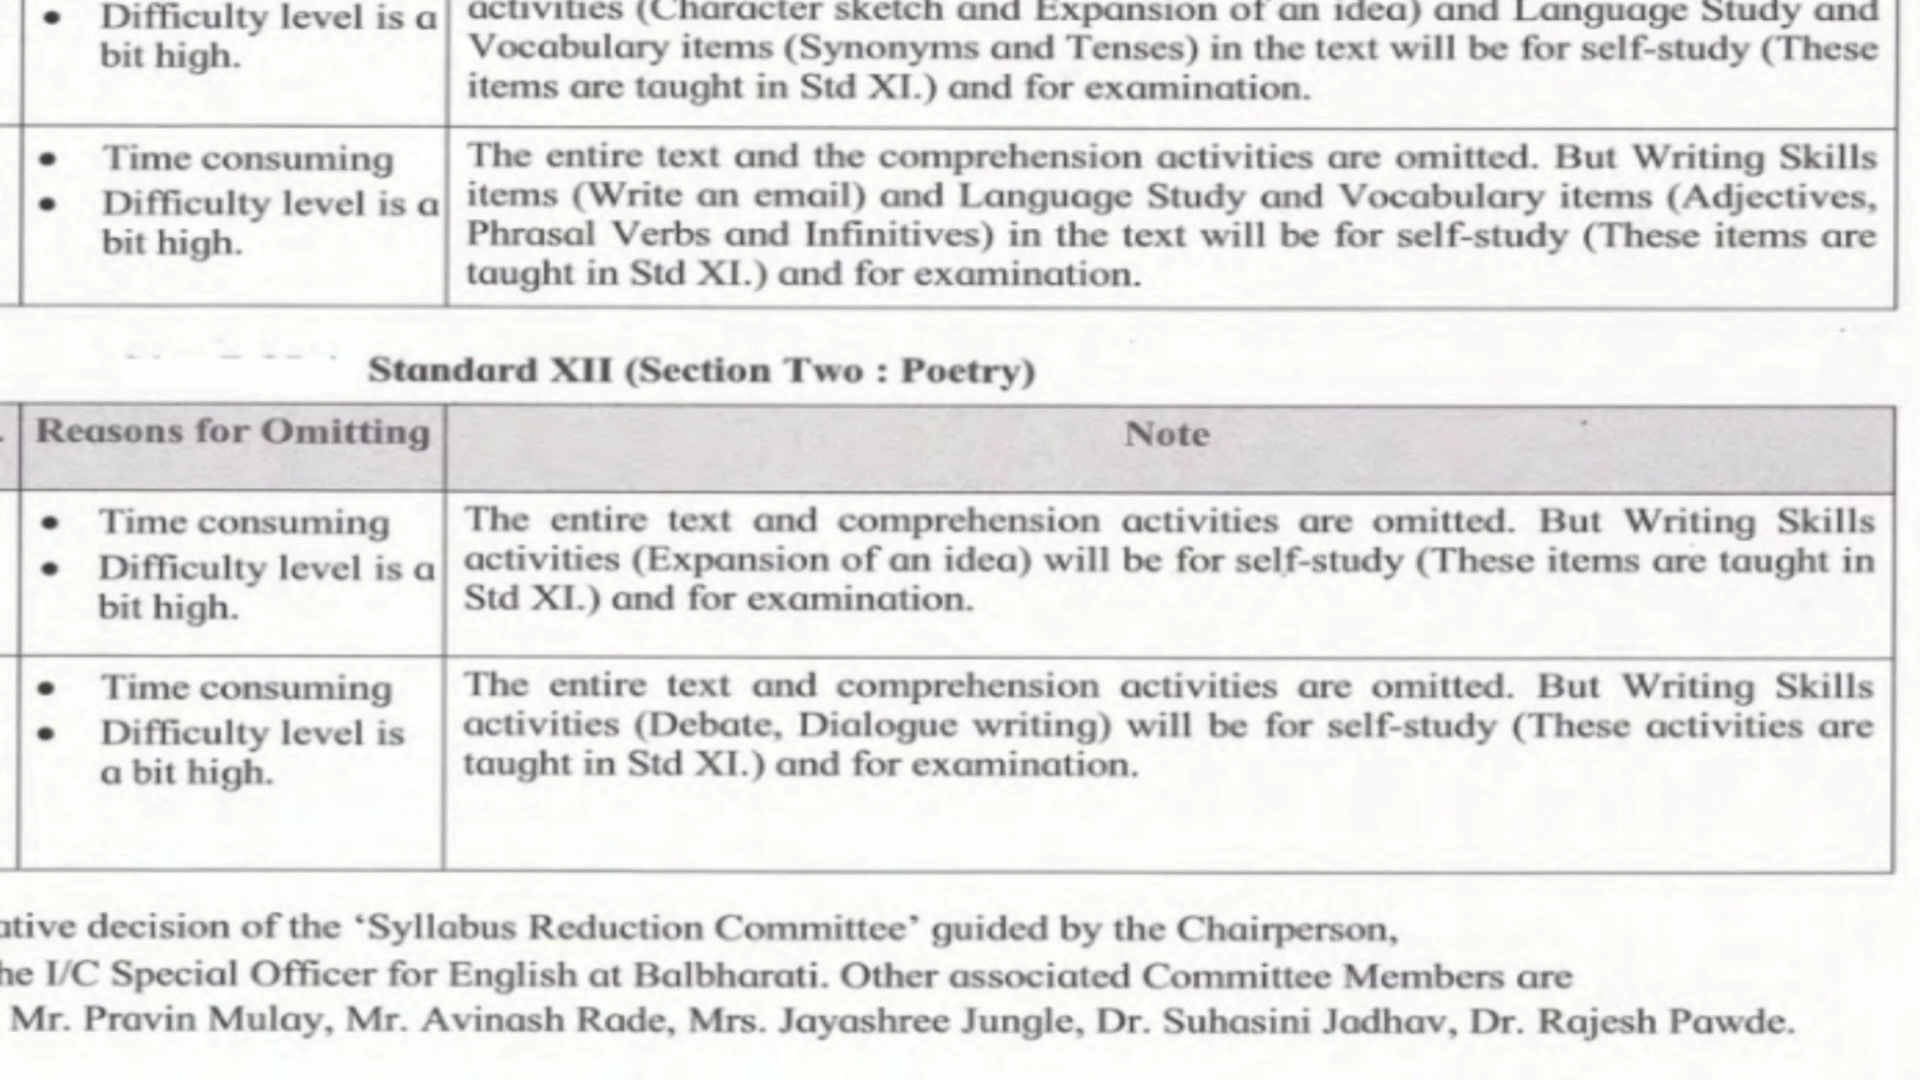 Difficulty level is a
bit high.
activities (Character sketch and Expansion of an idea) and Language Study and
Vocabulary items (Synonyms and Tenses) in the text will be for self-study (These
items are taught in Std XI.) and for examination.
Time consuming
Difficulty level is a
bit high.
The entire text and the comprehension activities are omitted. But Writing Skills
items (Write an email) and Language Study and Vocabulary items (Adjectives,
Phrasal Verbs and Infinitives) in the text will be for self-study (These items are
taught in Std XI.) and for examination.
Standard XII (Section Two : Poetry)
Reasons for Omitting
Note
Time consuming
Difficulty level is a
bit high.
The entire text and comprehension activities are omitted. But Writing Skills
activities (Expansion of an idea) will be for self-study (These items are taught in
Std XI.) and for examination.
Time consuming
Difficulty level is
a bit high.
The entire text and comprehension activities are omitted. But Writing Skills
activities (Debate, Dialogue writing) will be for self-study (These activities are
taught in Std XI.) and for examination.
decision of the ‘Syllabus Reduction Committee’ guided by the Chairperson,
I/C Special Officer for English at Balbharati. Other associated Committee Members are
Mr. Pravin Mulay, Mr. Avinash Rade, Mrs. Jayashree Jungle, Dr. Suhasini Jadhav, Dr. Rajesh Pawde.